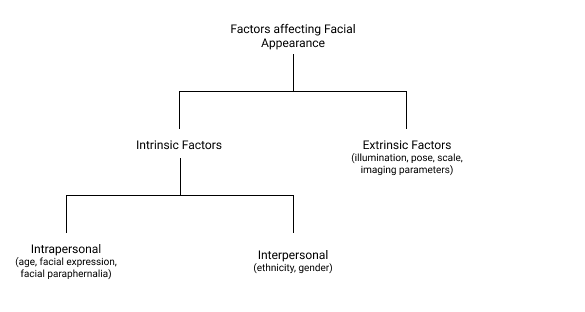 Factors affecting Facial
Appearance
Intrinsic Factors
Extrinsic Factors
(illumination, pose, scale,
imaging parameters)
Intrapersonal
(age, facial expression,
facial paraphernalia)
Interpersonal
(ethnicity, gender)